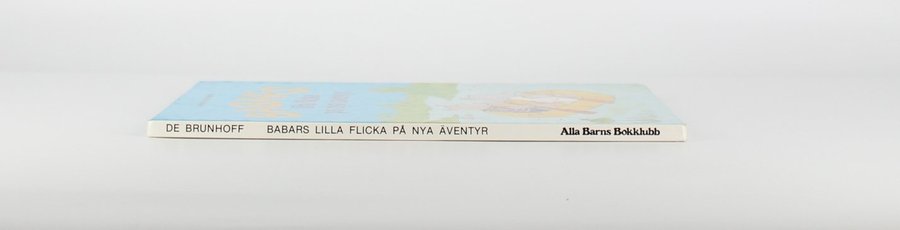 DE BRUNHOFF BABARS LILLA FLICKA PÅ NYA ÄVENTYR Alla Barns Bokklubb